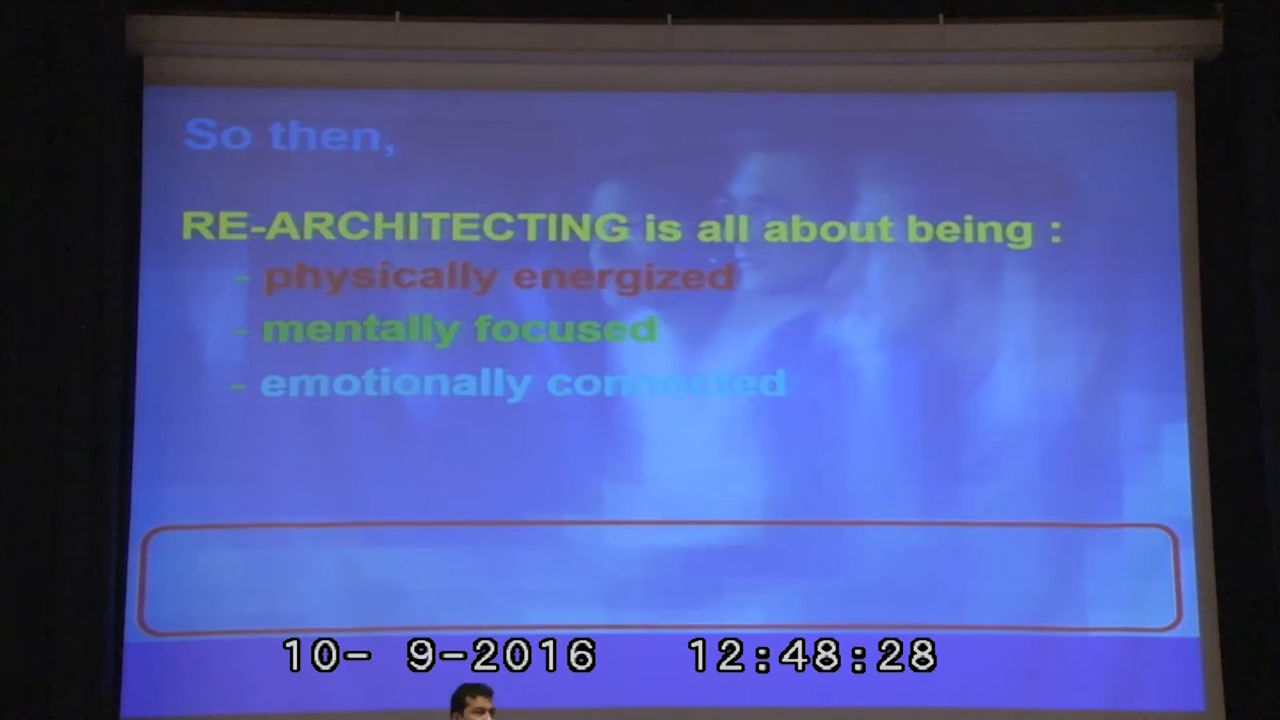 So then,
RE-ARCHITECTING is all about being :
- physically energized
- mentally focused
- emotionally connected
10- 9-2016 12:48:28